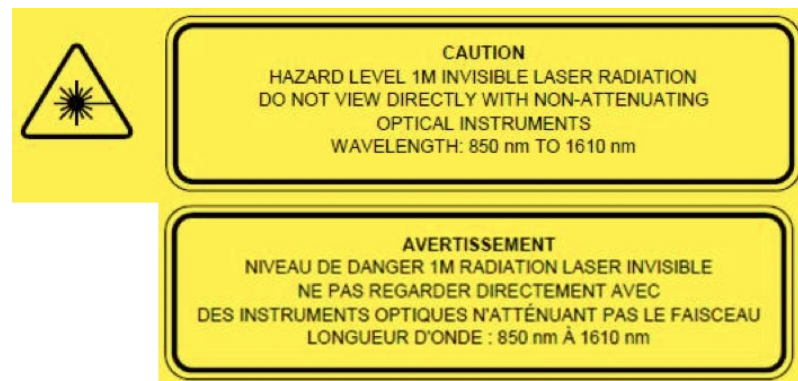 CAUTION
HAZARD LEVEL 1M INVISIBLE LASER RADIATION
DO NOT VIEW DIRECTLY WITH NON-ATTENUATING
OPTICAL INSTRUMENTS
WAVELENGTH: 850 nm TO 1610 nm
AVERTISSEMENT
NIVEAU DE DANGER 1M RADIATION LASER INVISIBLE
NE PAS REGARDER DIRECTEMENT AVEC
DES INSTRUMENTS OPTIQUES N'ATTÉNUANT PAS LE FAISCEAU
LONGUEUR D'ONDE : 850 nm À 1610 nm